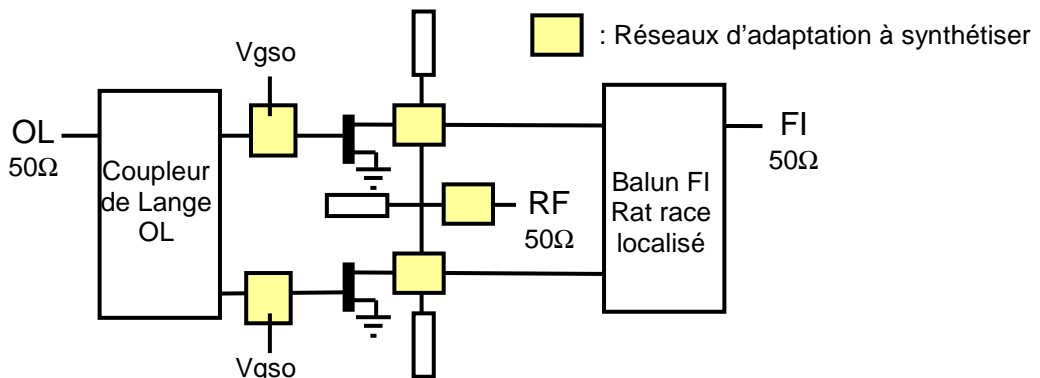 : Réseaux d'adaptation à synthétiser
Vgso
OL
50Ω
Coupleur
de Lange
OL
RF
50Ω
Balun FI
Rat race
localisé
FI
50Ω
Vgso